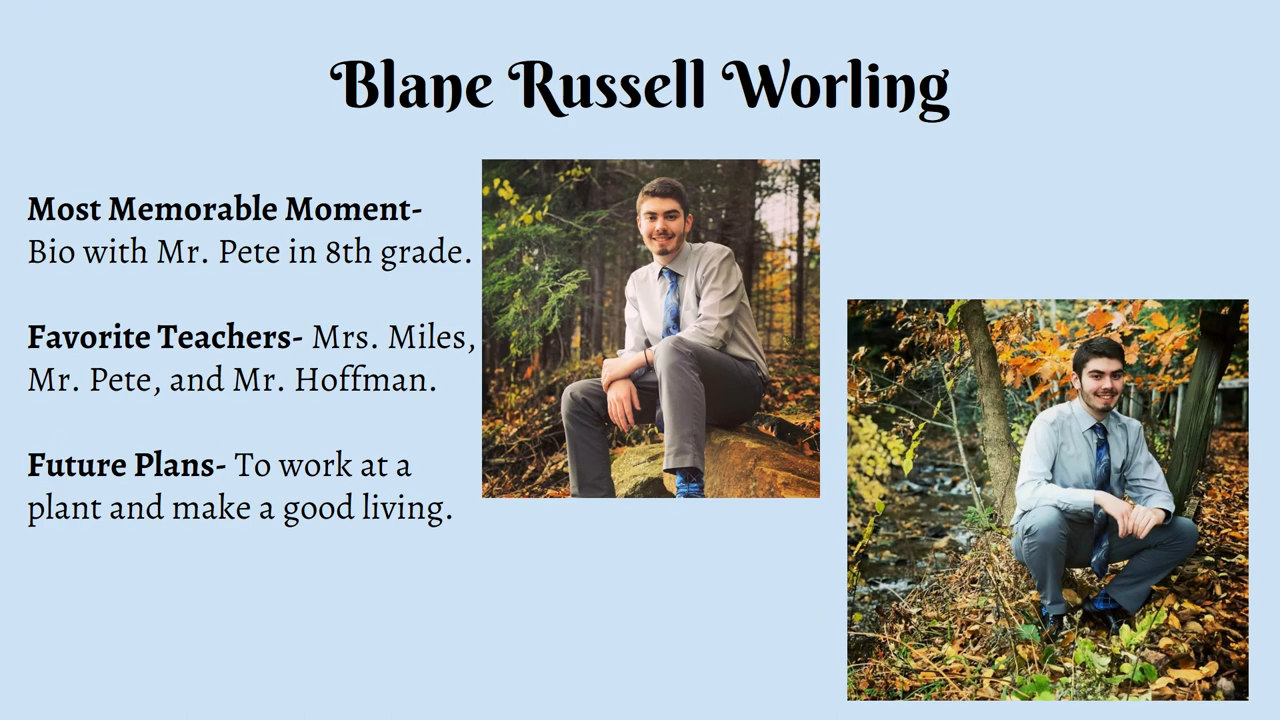 Blane Russell Worling
Most Memorable Moment-
Bio with Mr. Pete in 8th grade.
Favorite Teachers- Mrs. Miles,
Mr. Pete, and Mr. Hoffman.
Future Plans- To work at a
plant and make a good living.